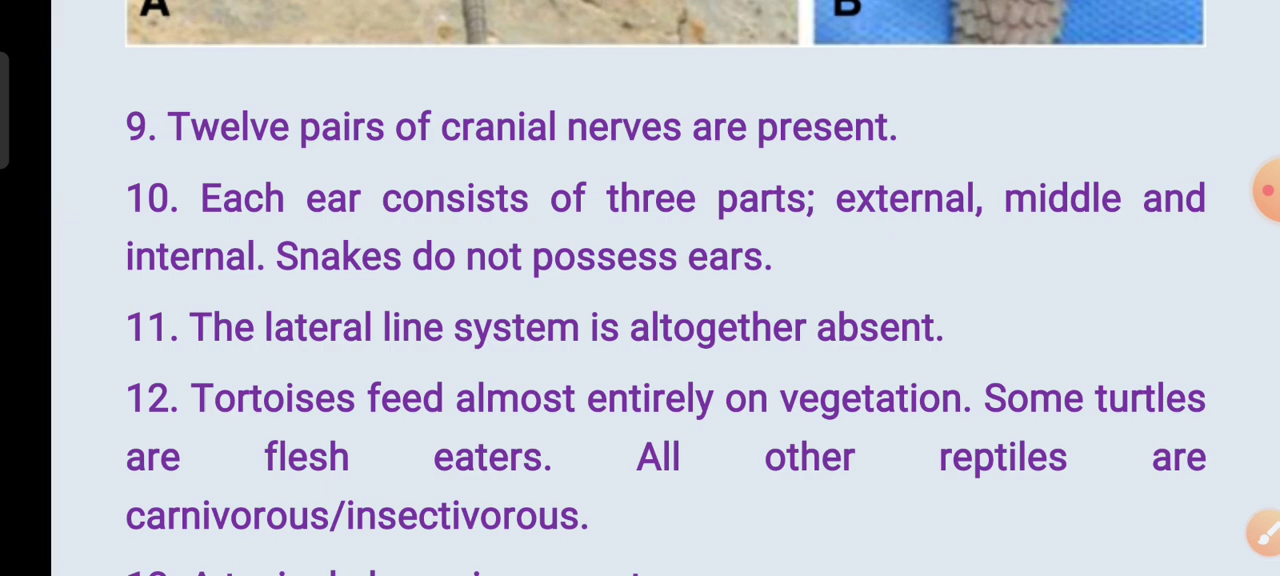 A
B
9. Twelve pairs of cranial nerves are present.
10. Each ear consists of three parts; external, middle and
internal. Snakes do not possess ears.
11. The lateral line system is altogether absent.
12. Tortoises feed almost entirely on vegetation. Some turtles
are flesh eaters. All other reptiles are
carnivorous/insectivorous.